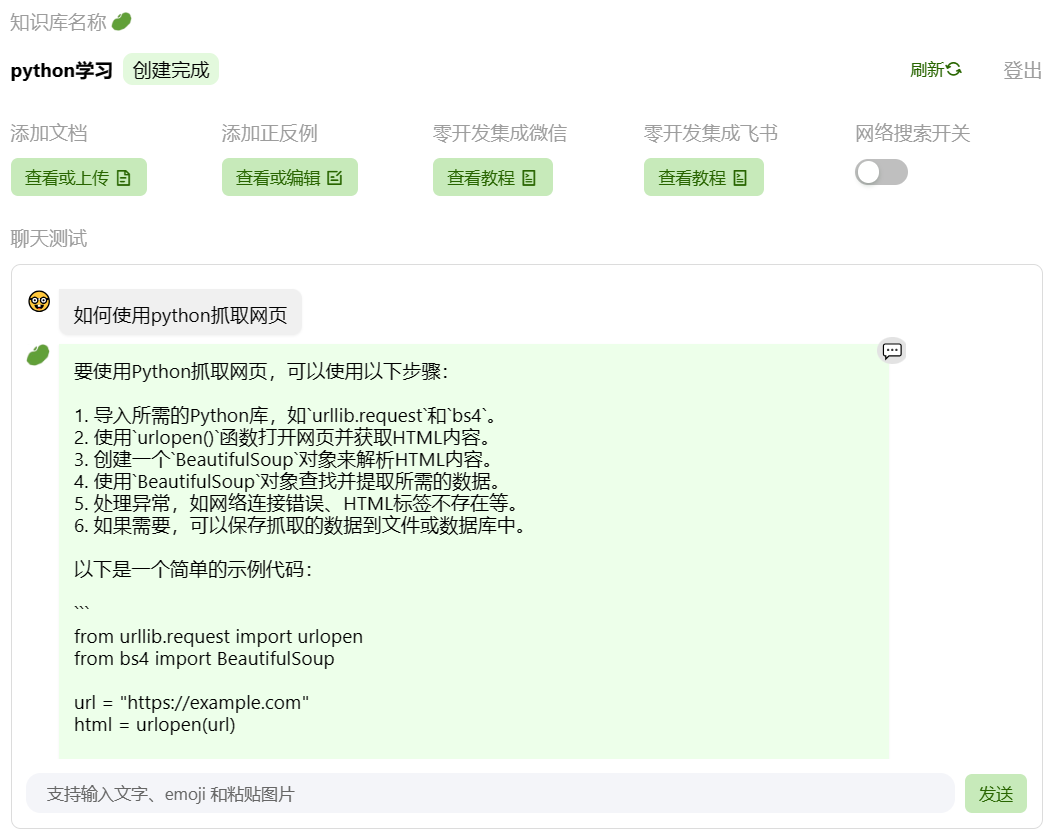 知识库名称
python学习 创建完成 刷新 登出
添加文档 添加正反例 零开发集成微信 零开发集成飞书 网络搜索开关
查看或上传 查看或编辑 查看教程 查看教程
聊天测试
如何使用python抓取网页
要使用Python抓取网页，可以使用以下步骤：
1. 导入所需的Python库，如`urllib.request`和`bs4`。
2. 使用`urlopen()`函数打开网页并获取HTML内容。
3. 创建一个`BeautifulSoup`对象来解析HTML内容。
4. 使用`BeautifulSoup`对象查找并提取所需的数据。
5. 处理异常，如网络连接错误、HTML标签不存在等。
6. 如果需要，可以保存抓取的数据到文件或数据库中。
以下是一个简单的示例代码：
```
from urllib.request import urlopen
from bs4 import BeautifulSoup
url = "https://example.com"
html = urlopen(url)
支持输入文字、emoji 和粘贴图片 发送